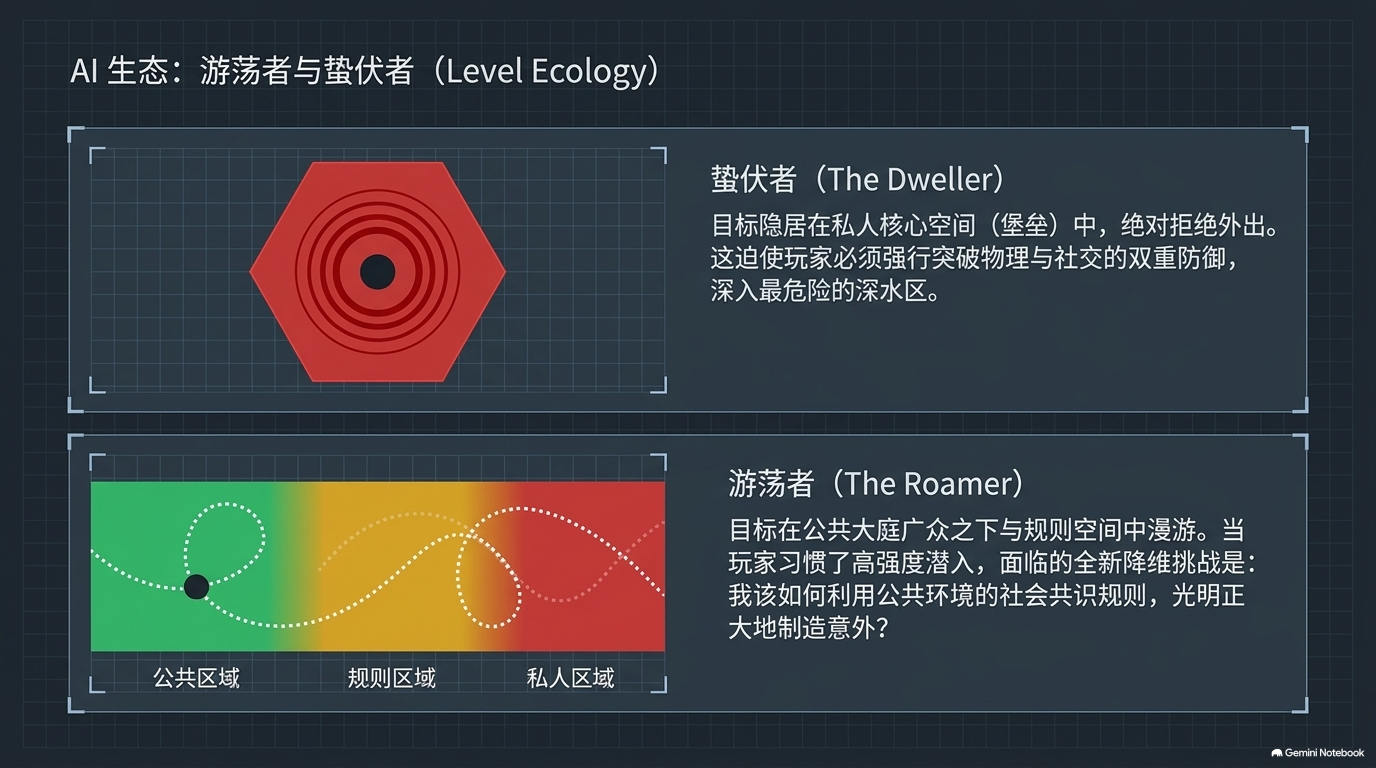 AI 生态：游荡者与蛰伏者（Level Ecology）
蛰伏者（The Dweller）
目标隐居在私人核心空间（堡垒）中，绝对拒绝外出。
这迫使玩家必须强行突破物理与社交的双重防御，
深入最危险的深水区。
游荡者（The Roamer）
目标在公共大庭广众之下与规则空间中漫游。当
玩家习惯了高强度潜入，面临的全新降维挑战是：
我该如何利用公共环境的社会共识规则，光明正
大地制造意外？
公共区域
规则区域
私人区域
Gemini Notebook